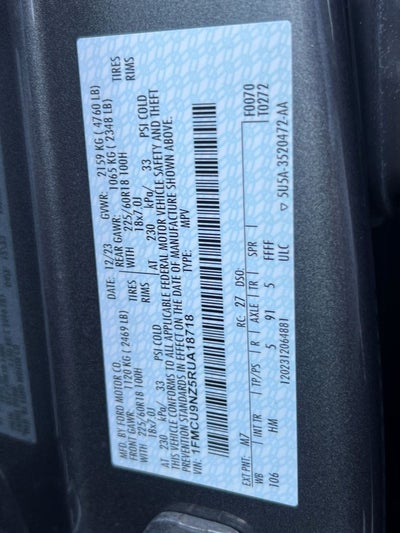 MFD. BY FORD MOTOR CO.
DATE: 12/23 GVWR: 2159 KG ( 4760 LB)
FRONT GAWR: 1120 KG ( 2469 LB) REAR GAWR: 1065 KG ( 2348 LB)
WITH 225/60R18 100H TIRES WITH 225/60R18 100H TIRES
18x7.0J RIMS 18x7.0J RIMS
AT 230 kPa/ 33 PSI COLD AT 230 kPa/ 33 PSI COLD
THIS VEHICLE CONFORMS TO ALL APPLICABLE FEDERAL MOTOR VEHICLE SAFETY AND THEFT
PREVENTION STANDARDS IN EFFECT ON THE DATE OF MANUFACTURE SHOWN ABOVE.
VIN: 1FMCU9NZ5RUA18718 TYPE: MPV
F0070
T0272
EXT PNT: M7 RC: 27 DSO:
WB INT TR TP/PS R AXLE TR SPR
106 HM 5 91 5 FFFF
1202312064881 ULC ▽ 5U5A-3520472-AA